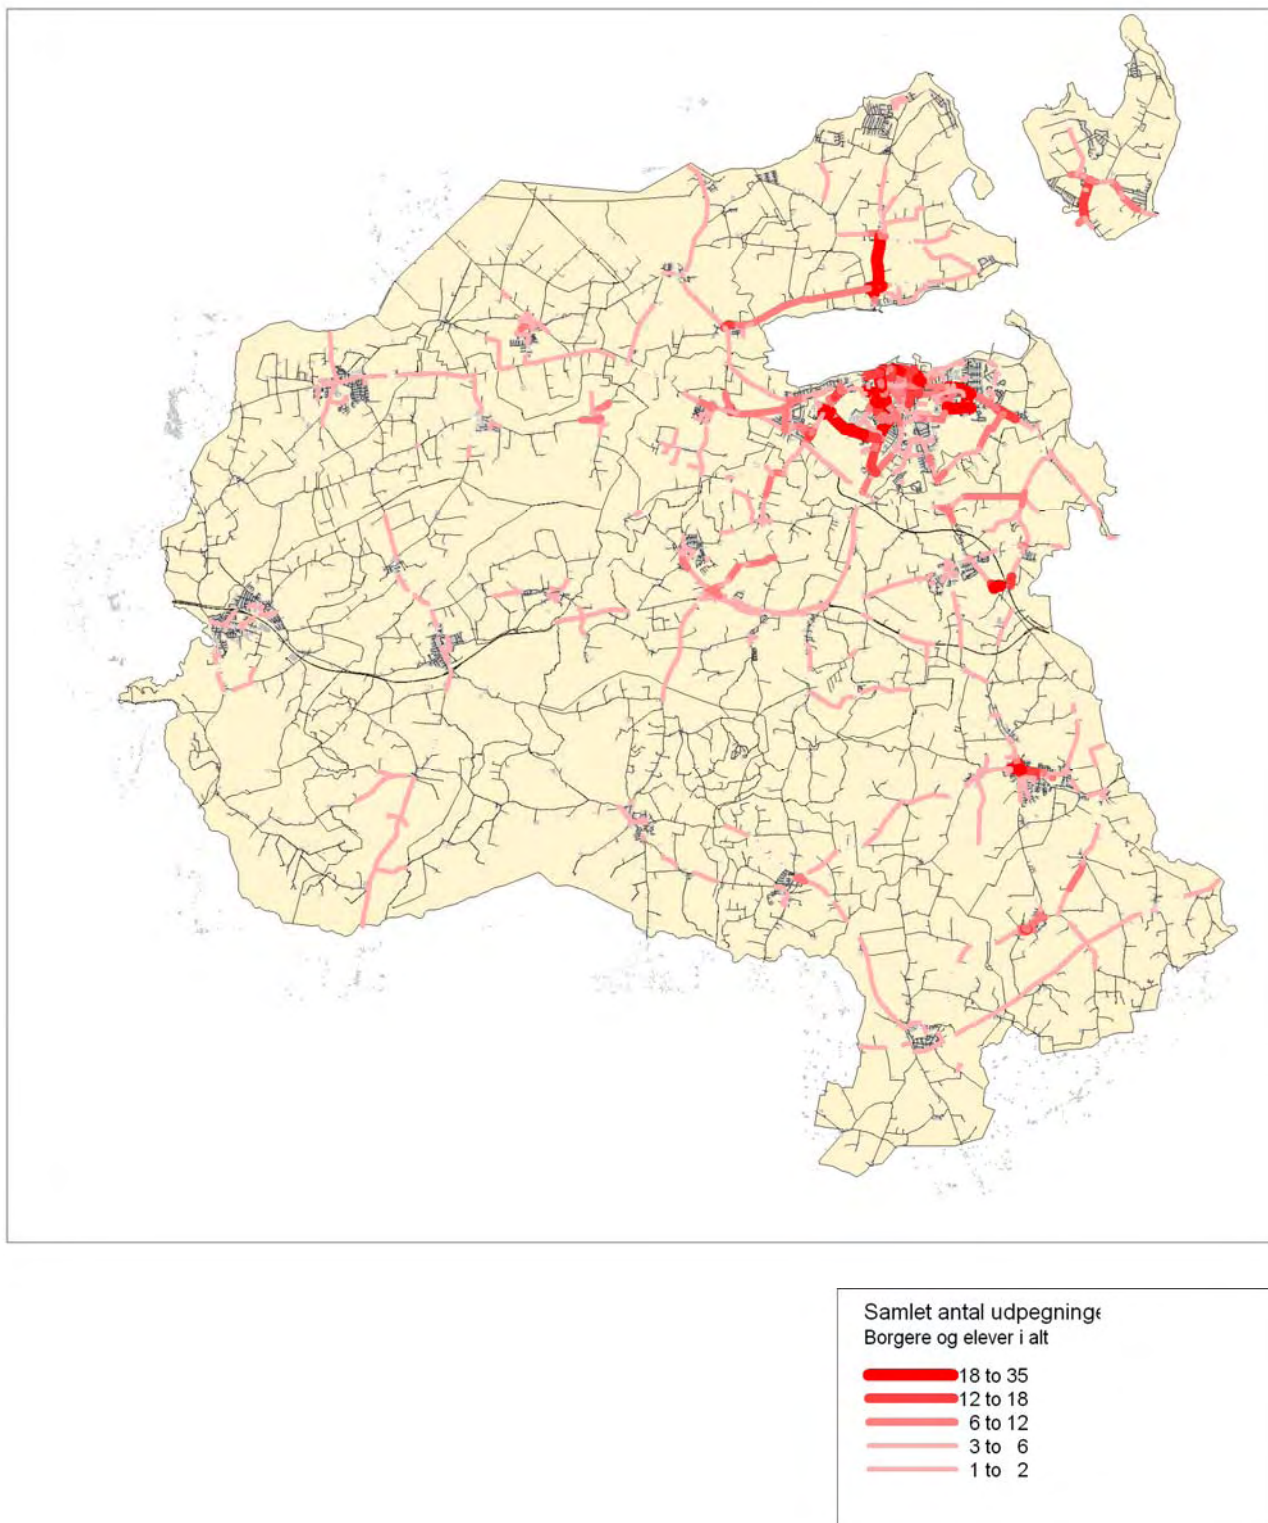 Samlet antal udpegninge
Borgere og elever i alt
18 to 35
12 to 18
6 to 12
3 to 6
1 to 2